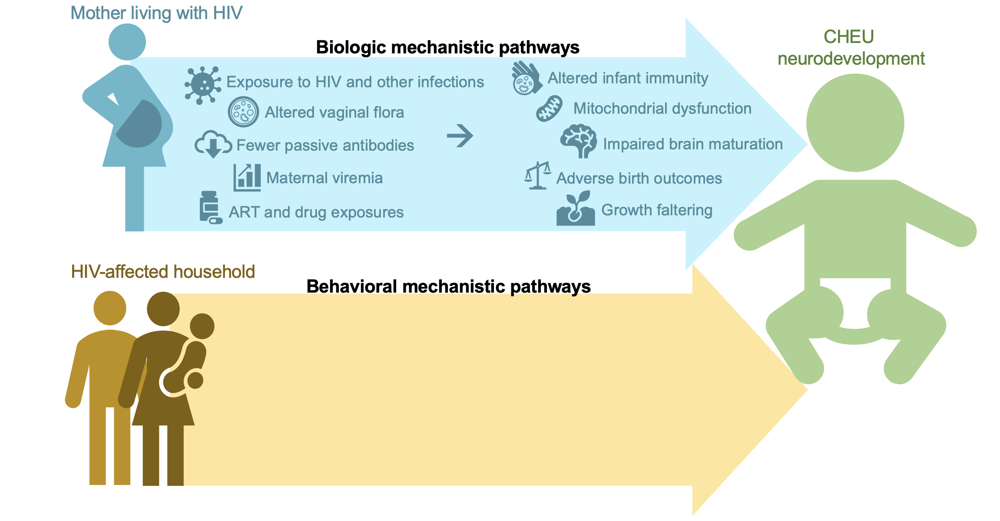 Mother living with HIV
Biologic mechanistic pathways
CHEU
neurodevelopment
Exposure to HIV and other infections
Altered vaginal flora
Fewer passive antibodies
Maternal viremia
ART and drug exposures
→
Altered infant immunity
Mitochondrial dysfunction
Impaired brain maturation
Adverse birth outcomes
Growth faltering
HIV-affected household
Behavioral mechanistic pathways